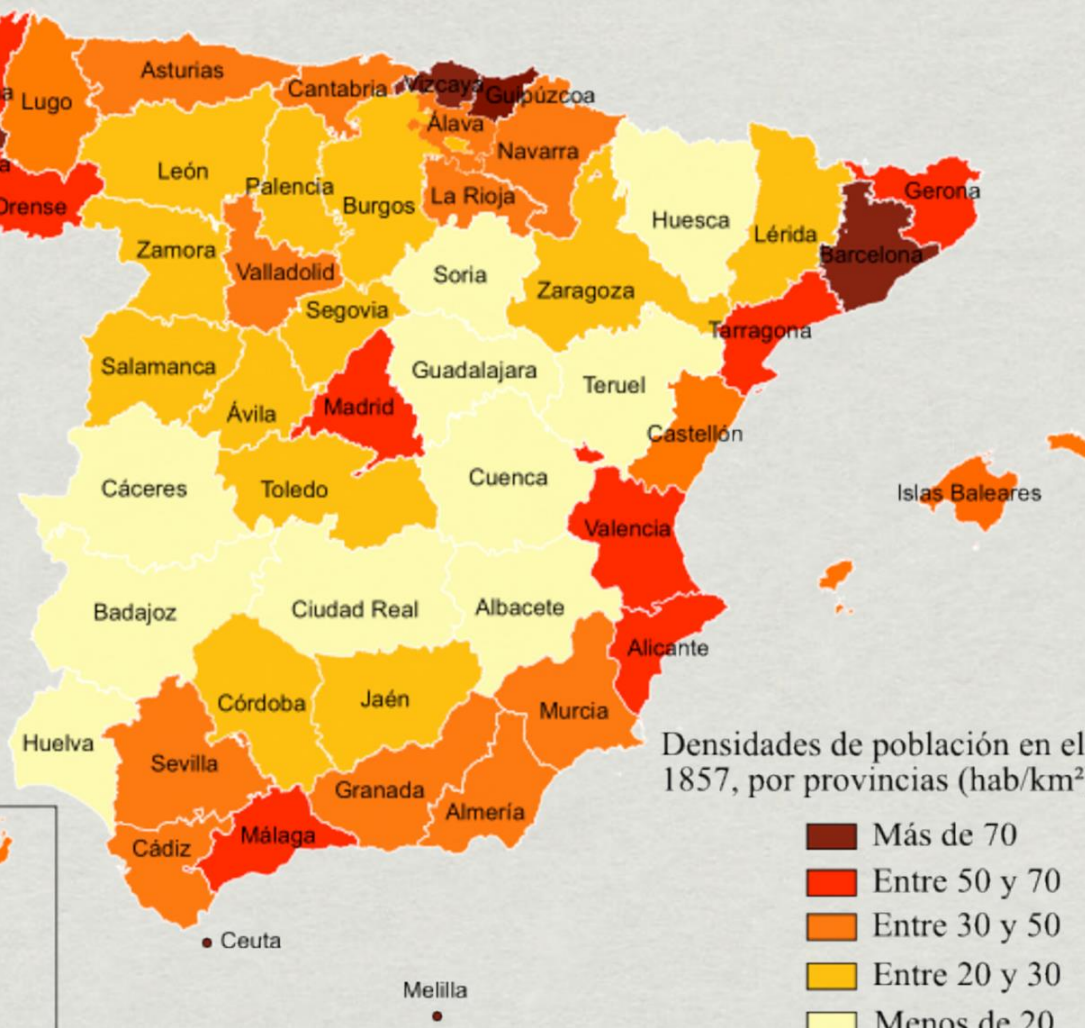 Asturias
Cantabria
Vizcaya
Guipúzcoa
a
Lugo
Álava
Navarra
a
León
Palencia
La Rioja
Gerona
Orense
Burgos
Huesca
Lérida
Zamora
Barcelona
Valladolid
Soria
Zaragoza
Segovia
Tarragona
Salamanca
Guadalajara
Teruel
Ávila
Madrid
Castellón
Cáceres
Toledo
Cuenca
Islas Baleares
Valencia
Badajoz
Ciudad Real
Albacete
Alicante
Córdoba
Jaén
Murcia
Huelva
Sevilla
Granada
Almería
Cádiz
Málaga
Ceuta
Melilla
Densidades de población en el
1857, por provincias (hab/km²
Más de 70
Entre 50 y 70
Entre 30 y 50
Entre 20 y 30
Menos de 20